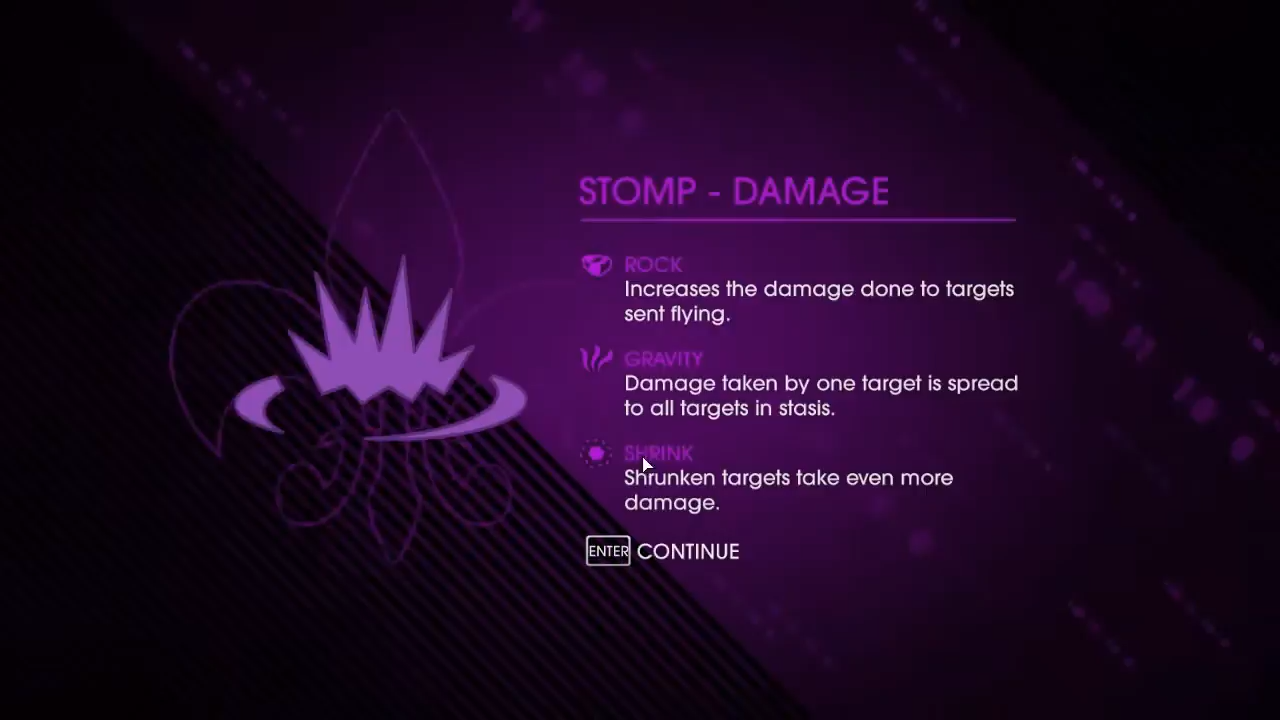 STOMP - DAMAGE
ROCK
Increases the damage done to targets
sent flying.
GRAVITY
Damage taken by one target is spread
to all targets in stasis.
SHRINK
Shrunken targets take even more
damage.
ENTER CONTINUE